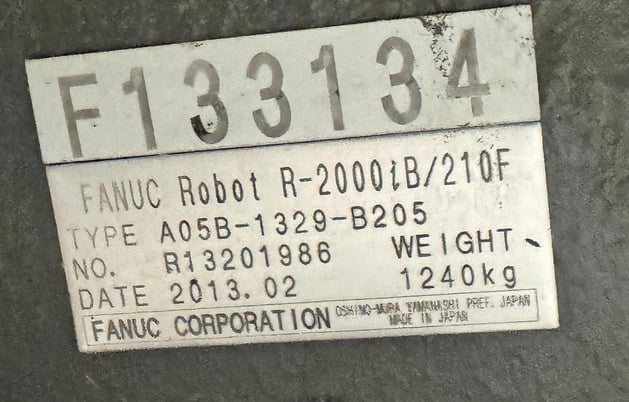 F133134
FANUC Robot R-2000iB/210F
TYPE A05B-1329-B205
NO. R13201986 WEIGHT
DATE 2013.02 1240kg
FANUC CORPORATION OSHINO-MURA YAMANASHI PREF. JAPAN
MADE IN JAPAN